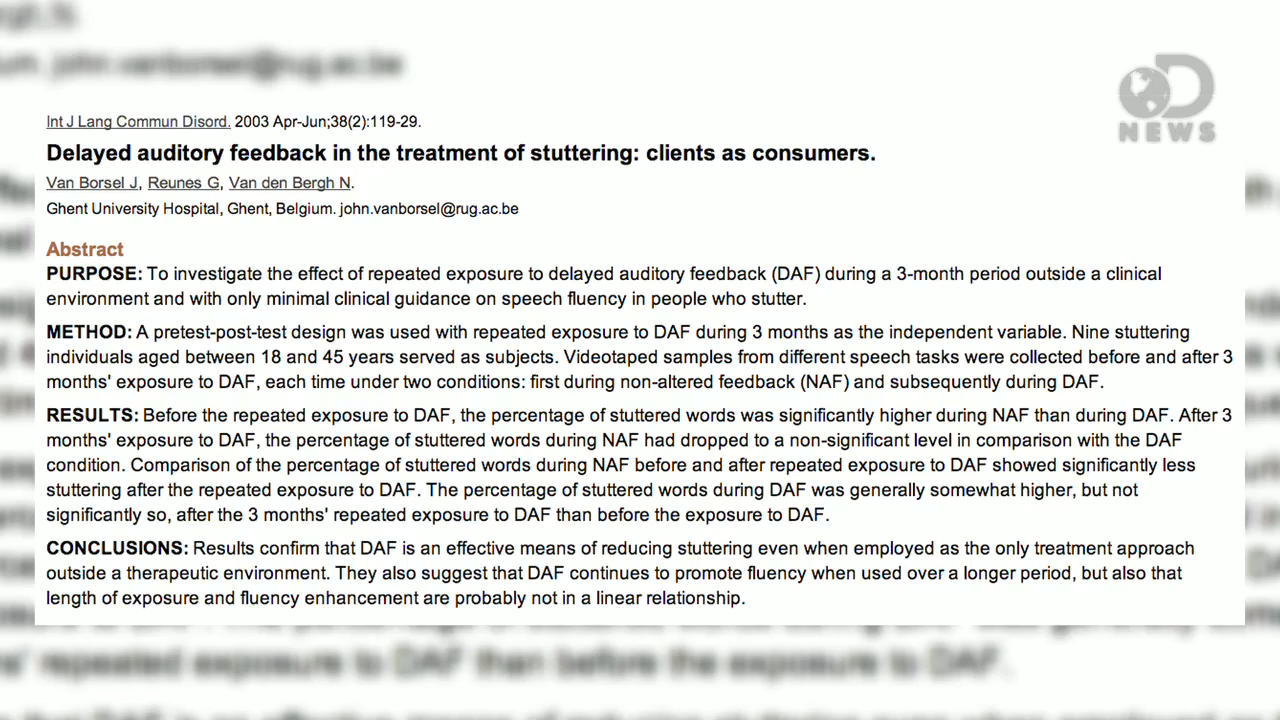 john.vanborsel@rug.ac.be
D
NEWS
Int J Lang Commun Disord. 2003 Apr-Jun;38(2):119-29.
Delayed auditory feedback in the treatment of stuttering: clients as consumers.
Van Borsel J, Reunes G, Van den Bergh N.
Ghent University Hospital, Ghent, Belgium. john.vanborsel@rug.ac.be
Abstract
PURPOSE: To investigate the effect of repeated exposure to delayed auditory feedback (DAF) during a 3-month period outside a clinical
environment and with only minimal clinical guidance on speech fluency in people who stutter.
METHOD: A pretest-post-test design was used with repeated exposure to DAF during 3 months as the independent variable. Nine stuttering
individuals aged between 18 and 45 years served as subjects. Videotaped samples from different speech tasks were collected before and after 3
months' exposure to DAF, each time under two conditions: first during non-altered feedback (NAF) and subsequently during DAF.
RESULTS: Before the repeated exposure to DAF, the percentage of stuttered words was significantly higher during NAF than during DAF. After 3
months' exposure to DAF, the percentage of stuttered words during NAF had dropped to a non-significant level in comparison with the DAF
condition. Comparison of the percentage of stuttered words during NAF before and after repeated exposure to DAF showed significantly less
stuttering after the repeated exposure to DAF. The percentage of stuttered words during DAF was generally somewhat higher, but not
significantly so, after the 3 months' repeated exposure to DAF than before the exposure to DAF.
CONCLUSIONS: Results confirm that DAF is an effective means of reducing stuttering even when employed as the only treatment approach
outside a therapeutic environment. They also suggest that DAF continues to promote fluency when used over a longer period, but also that
length of exposure and fluency enhancement are probably not in a linear relationship.
repeated exposure to DAF than before the exposure to DAF.